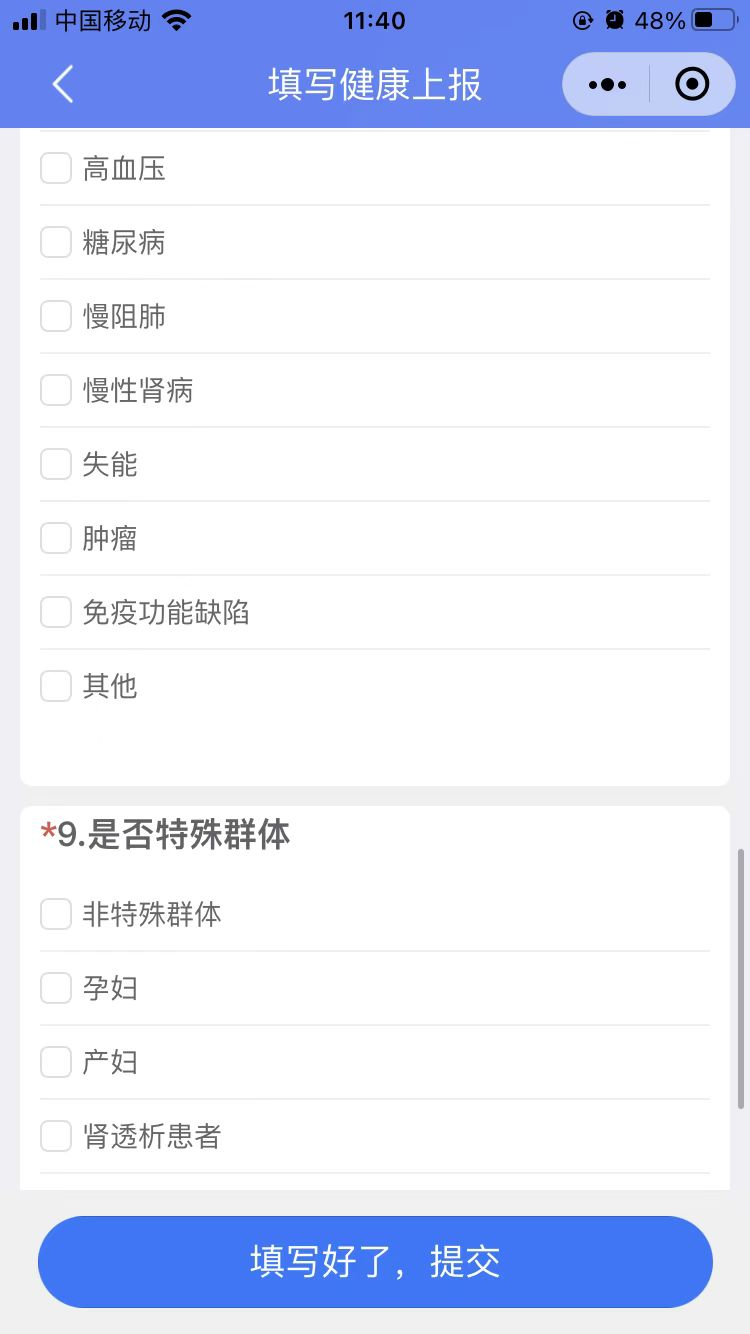 中国移动 11:40 48%
填写健康上报
高血压
糖尿病
慢阻肺
慢性肾病
失能
肿瘤
免疫功能缺陷
其他
*9.是否特殊群体
非特殊群体
孕妇
产妇
肾透析患者
填写好了，提交